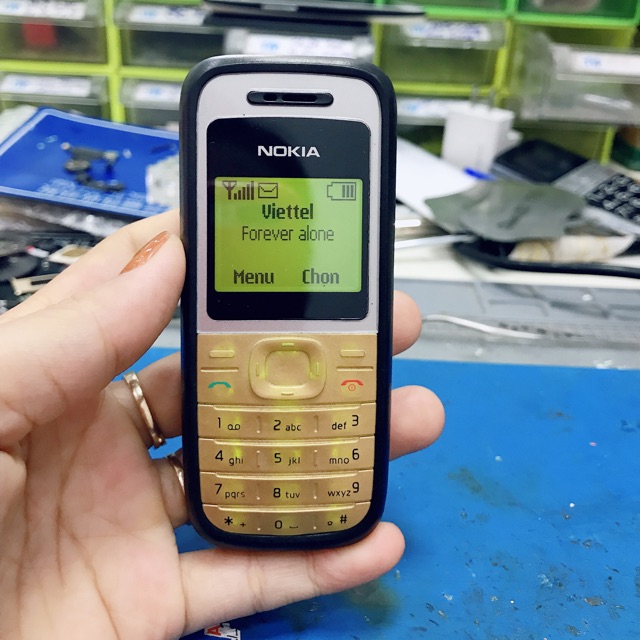 NOKIA
Viettel
Forever alone
Menu Chọn
1 2 abc def 3
4 ghi 5 jkl mno 6
7 pqrs 8 tuv wxyz 9
* + 0 #